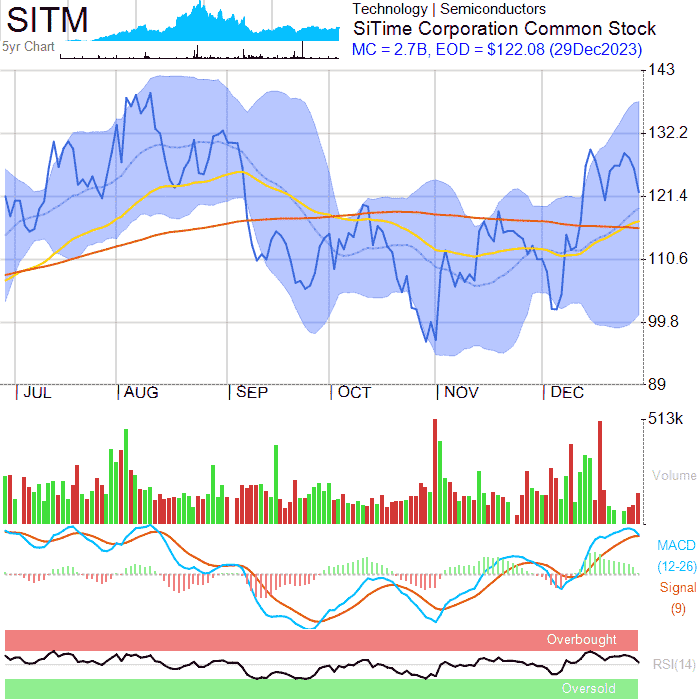 SITM
5yr Chart
Technology | Semiconductors
SiTime Corporation Common Stock
MC = 2.7B, EOD = $122.08 (29Dec2023)
143
132.2
121.4
110.6
99.8
89
JUL AUG SEP OCT NOV DEC
513k
Volume
MACD
(12-26)
Signal
(9)
Overbought
RSI(14)
Oversold